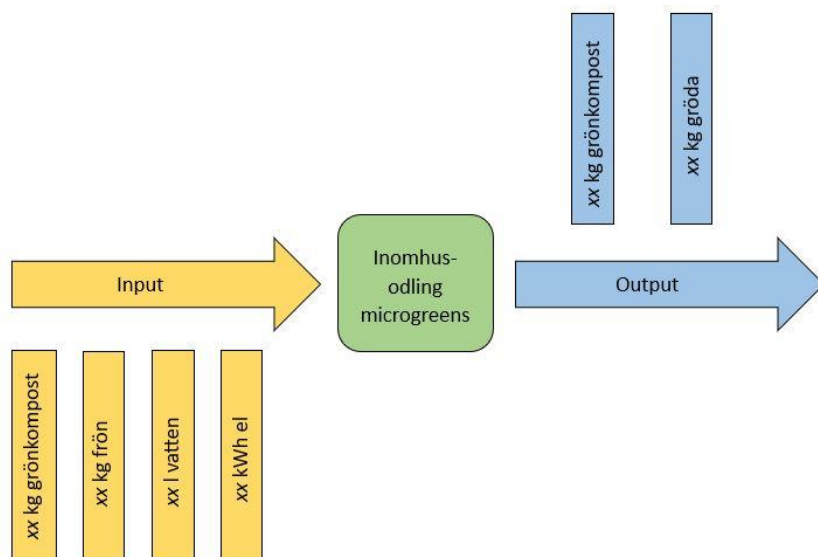 xx kg grönkompost
xx kg gröda
Input
Inomhus-
odling
microgreens
Output
xx kg grönkompost
xx kg frön
xx l vatten
xx kWh el